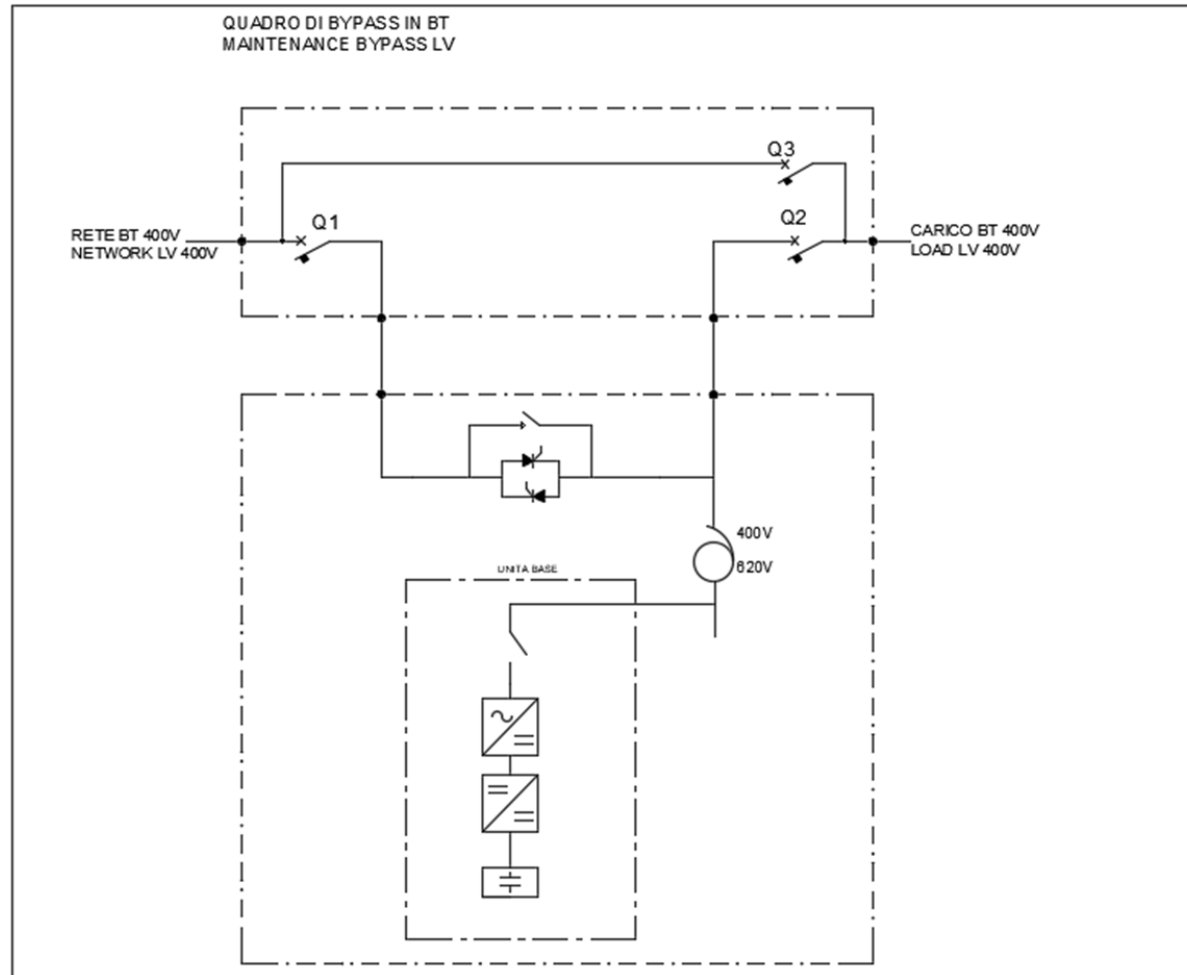 QUADRO DI BYPASS IN BT
MAINTENANCE BYPASS LV
Q3
Q1
Q2
RETE BT 400V
NETWORK LV 400V
CARICO BT 400V
LOAD LV 400V
400V
620V
UNITA BASE